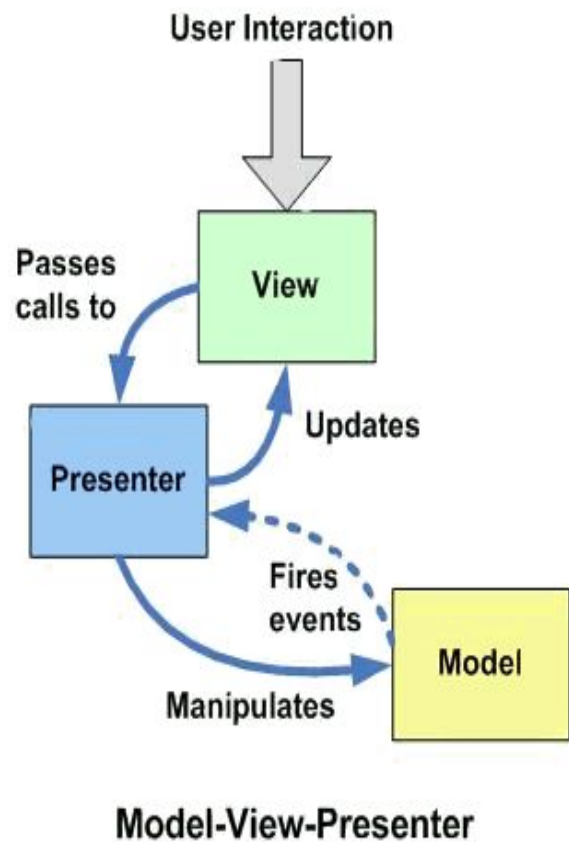 User Interaction
Passes
calls to
View
Updates
Presenter
Fires
events
Model
Manipulates
Model-View-Presenter